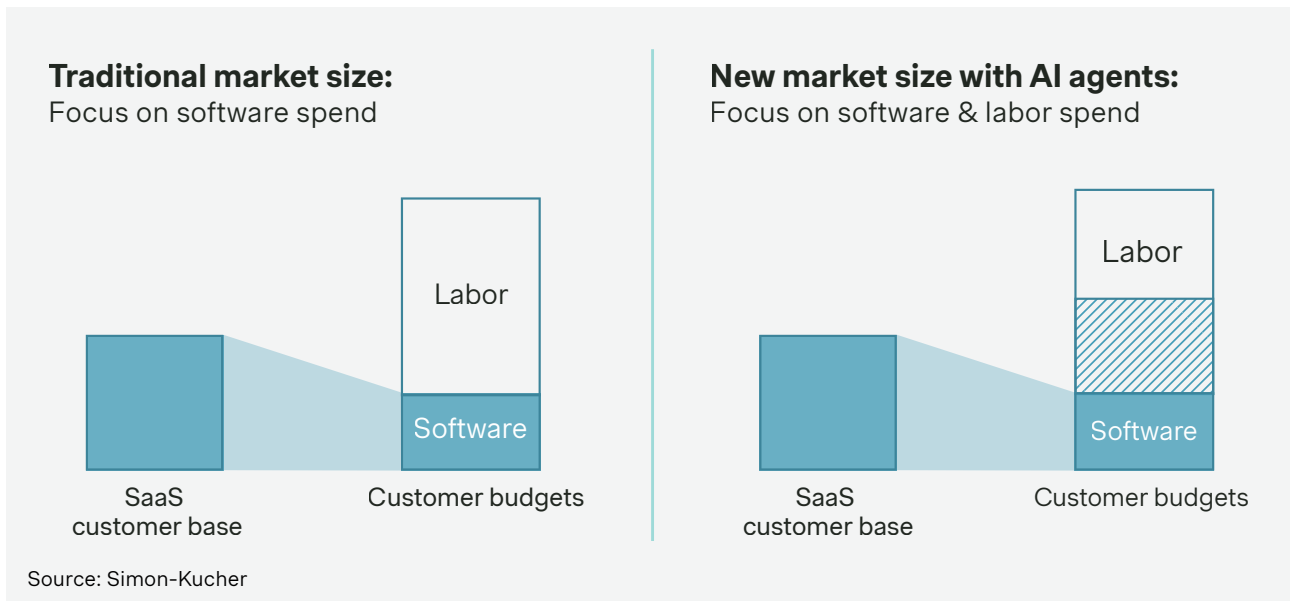 Traditional market size:
Focus on software spend
Labor
Software
SaaS
customer base
Customer budgets
New market size with AI agents:
Focus on software & labor spend
Labor
Software
SaaS
customer base
Customer budgets
Source: Simon-Kucher